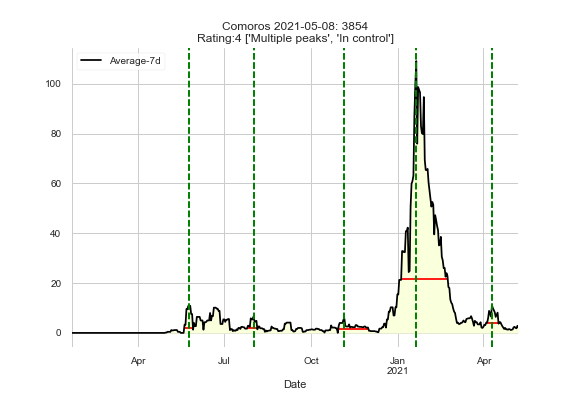 Comoros 2021-05-08: 3854
Rating:4 ['Multiple peaks', 'In control']
Average-7d
100
80
60
40
20
0
Apr
Jul
Oct
Jan
2021
Apr
Date